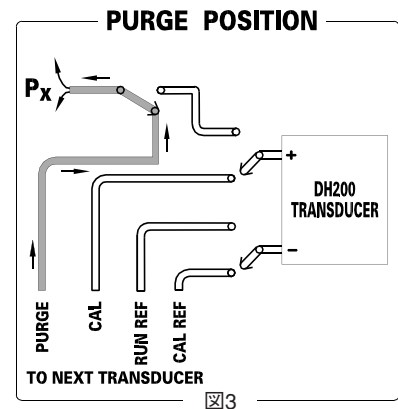 PURGE POSITION
Px
+
DH200
TRANSDUCER
−
PURGE
CAL
RUN REF
CAL REF
TO NEXT TRANSDUCER
図3